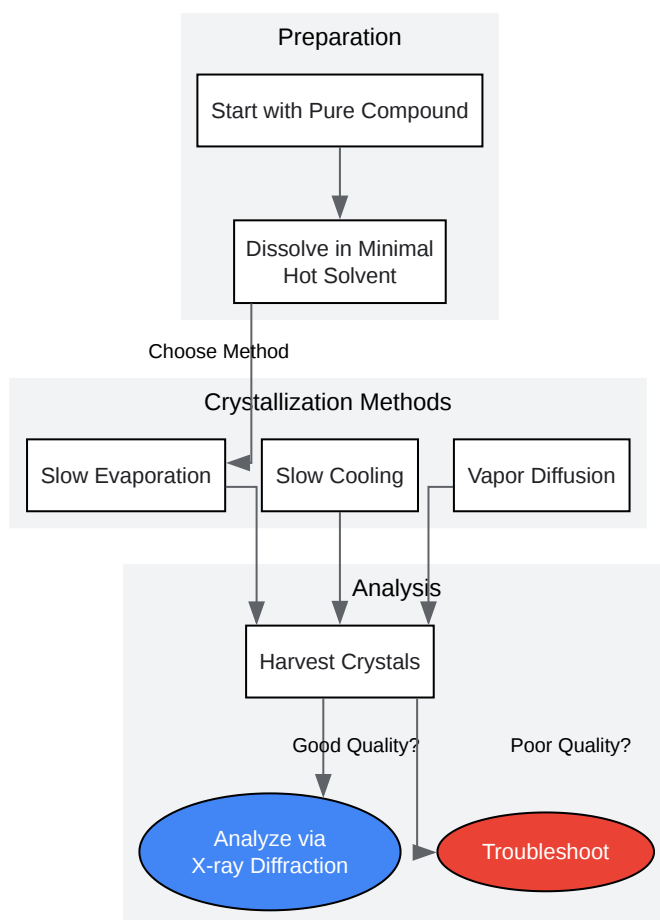 Preparation
Start with Pure Compound
Dissolve in Minimal
Hot Solvent
Choose Method
Crystallization Methods
Slow Evaporation
Slow Cooling
Vapor Diffusion
Analysis
Harvest Crystals
Good Quality?
Poor Quality?
Analyze via
X-ray Diffraction
Troubleshoot